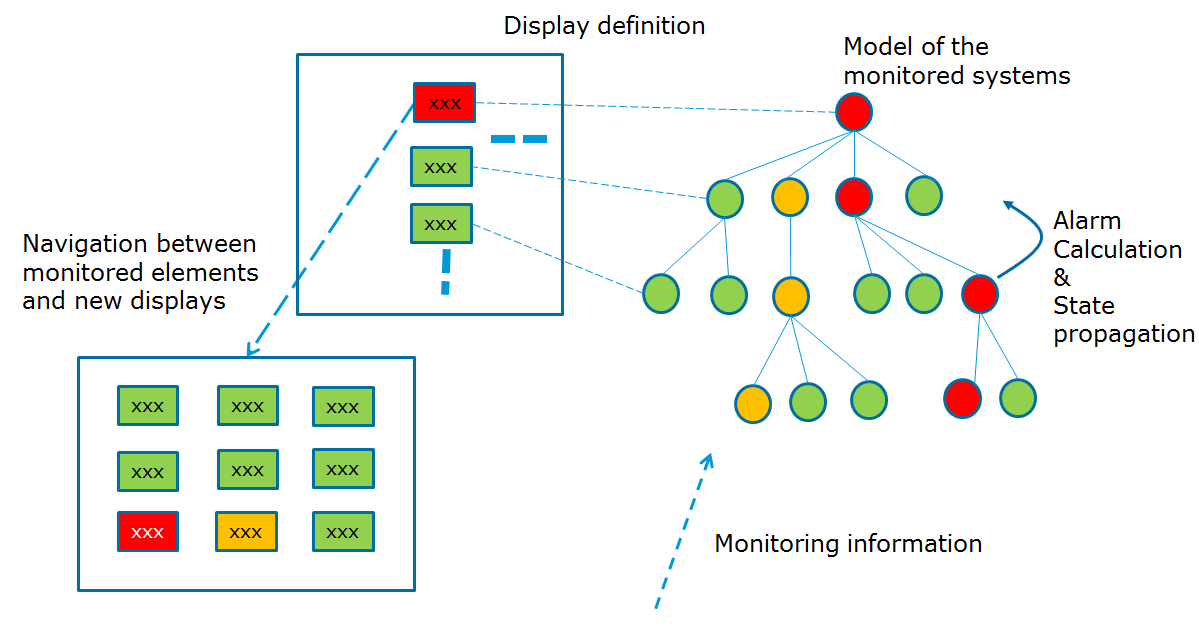 Display definition
Model of the
monitored systems
xxx
xxx
xxx
Navigation between
monitored elements
and new displays
Alarm
Calculation
&
State
propagation
xxx xxx xxx
xxx xxx xxx
xxx xxx xxx
Monitoring information